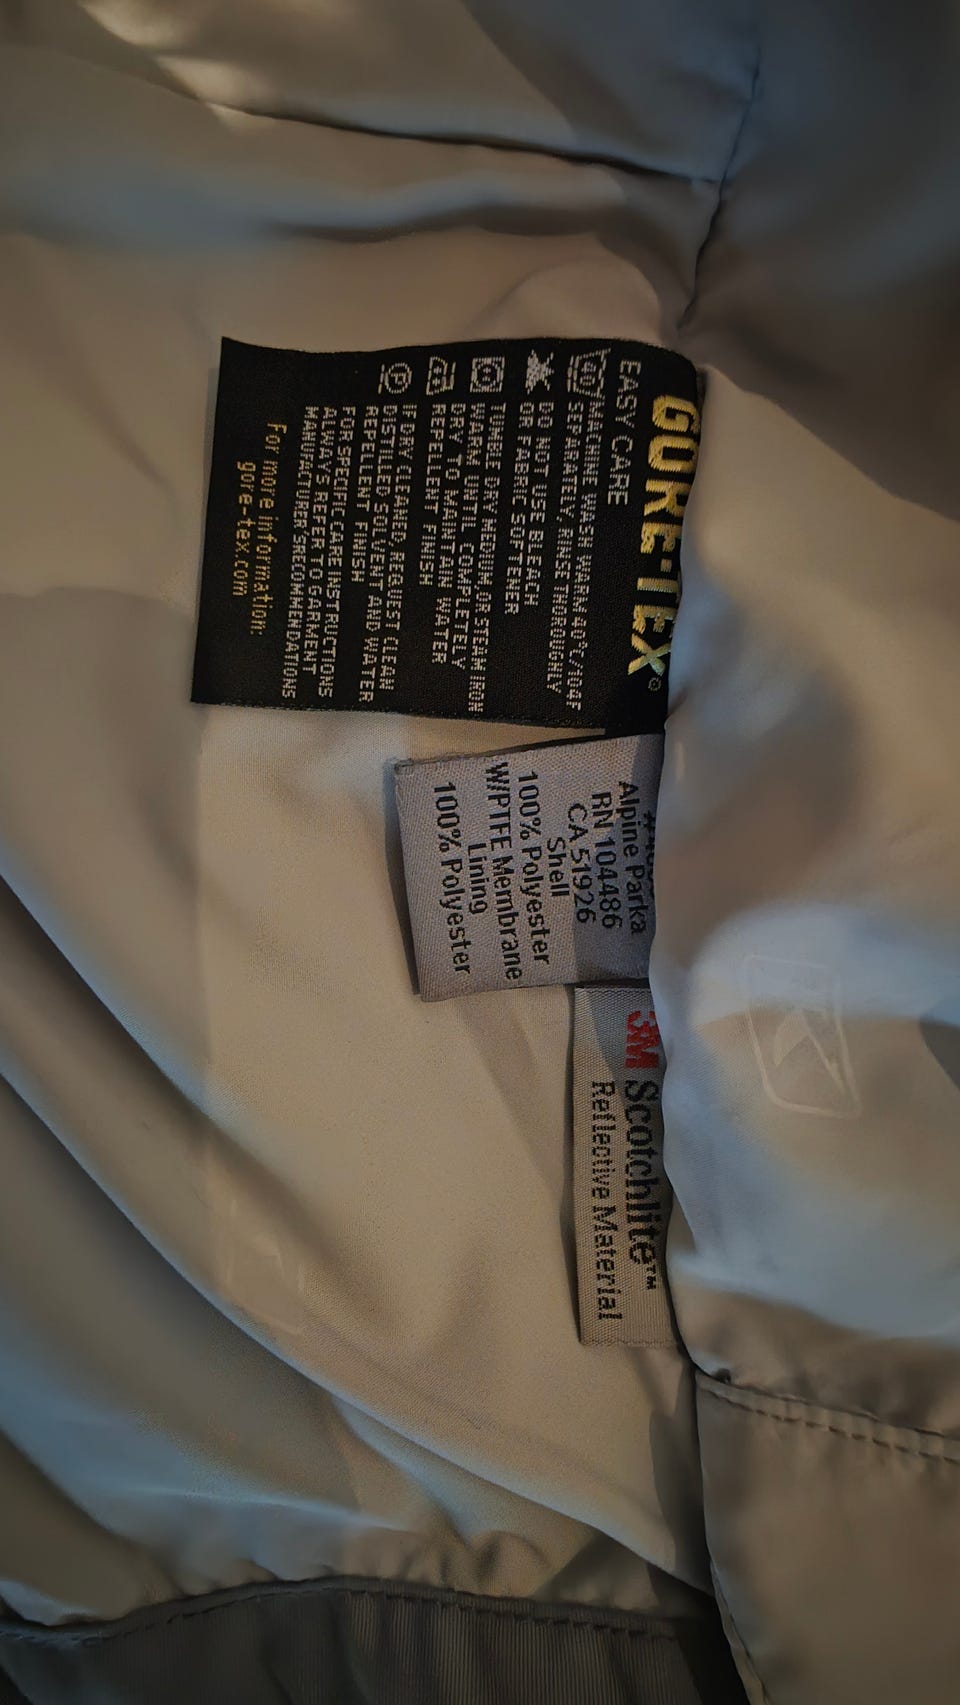 GORE-TEX®
EASY CARE
40 MACHINE WASH WARM 40°C/104F
SEPARATELY, RINSE THOROUGHLY
DO NOT USE BLEACH
OR FABRIC SOFTENER
TUMBLE DRY MEDIUM, OR STEAM IRON
WARM UNTIL COMPLETELY
DRY TO MAINTAIN WATER
REPELLENT FINISH
P IF DRY CLEANED, REQUEST CLEAN
DISTILLED SOLVENT AND WATER
REPELLENT FINISH
FOR SPECIFIC CARE INSTRUCTIONS
ALWAYS REFER TO GARMENT
MANUFACTURER'S RECOMMENDATIONS
For more information:
gore-tex.com
Alpine Parka
RN 104486
CA 51926
Shell
100% Polyester
W/PTFE Membrane
Lining
100% Polyester
3M Scotchlite™
Reflective Material